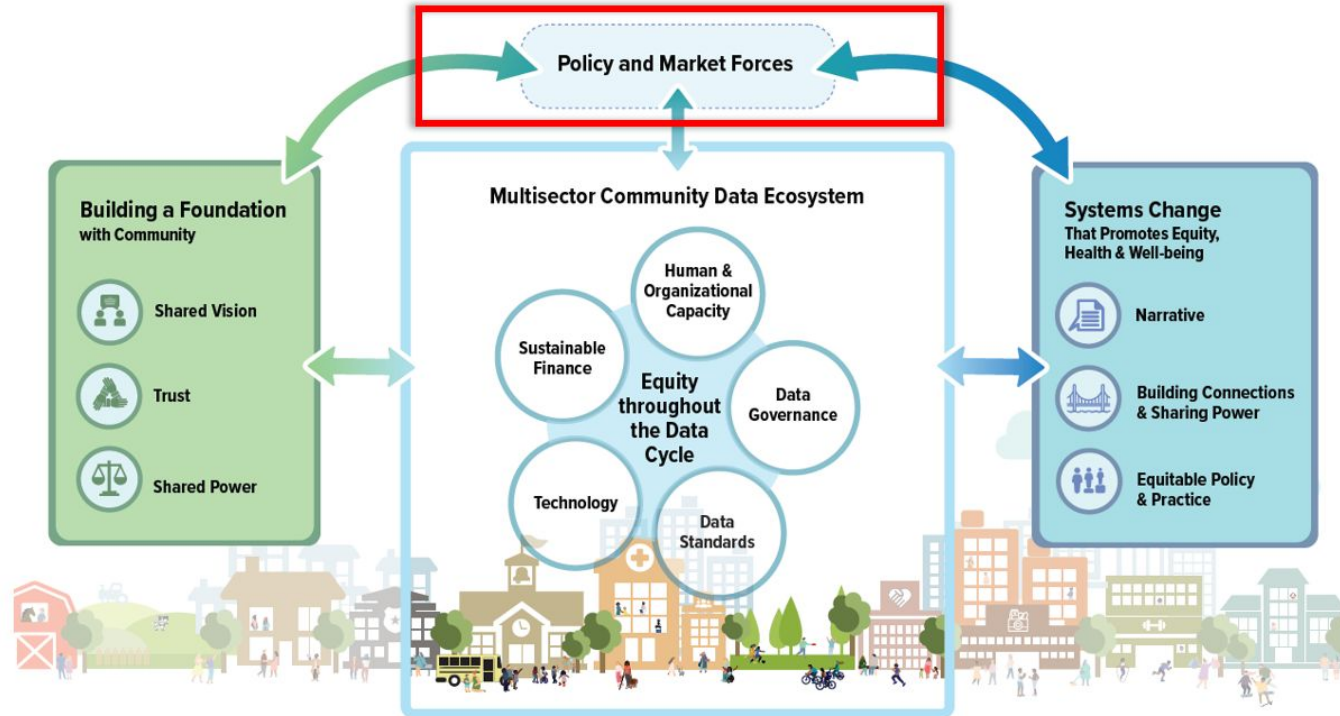 Policy and Market Forces
Building a Foundation
with Community
Shared Vision
Trust
Shared Power
Multisector Community Data Ecosystem
Human &
Organizational
Capacity
Sustainable
Finance
Equity
throughout
the Data
Cycle
Data
Governance
Technology
Data
Standards
Systems Change
That Promotes Equity,
Health & Well-being
Narrative
Building Connections
& Sharing Power
Equitable Policy
& Practice